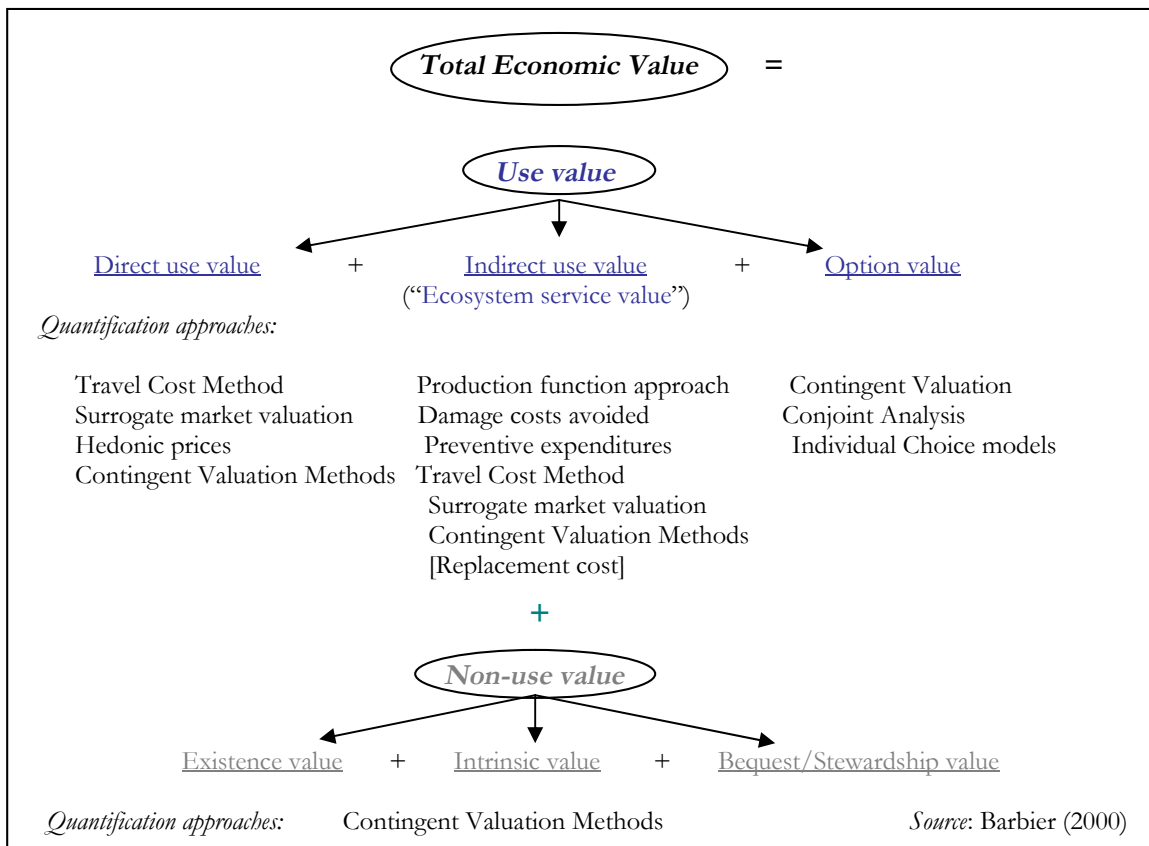 Total Economic Value =
Use value
Direct use value + Indirect use value + Option value
(“Ecosystem service value”)
Quantification approaches:
Travel Cost Method Production function approach Contingent Valuation
Surrogate market valuation Damage costs avoided Conjoint Analysis
Hedonic prices Preventive expenditures Individual Choice models
Contingent Valuation Methods Travel Cost Method
Surrogate market valuation
Contingent Valuation Methods
[Replacement cost]
+
Non-use value
Existence value + Intrinsic value + Bequest/Stewardship value
Quantification approaches: Contingent Valuation Methods Source: Barbier (2000)